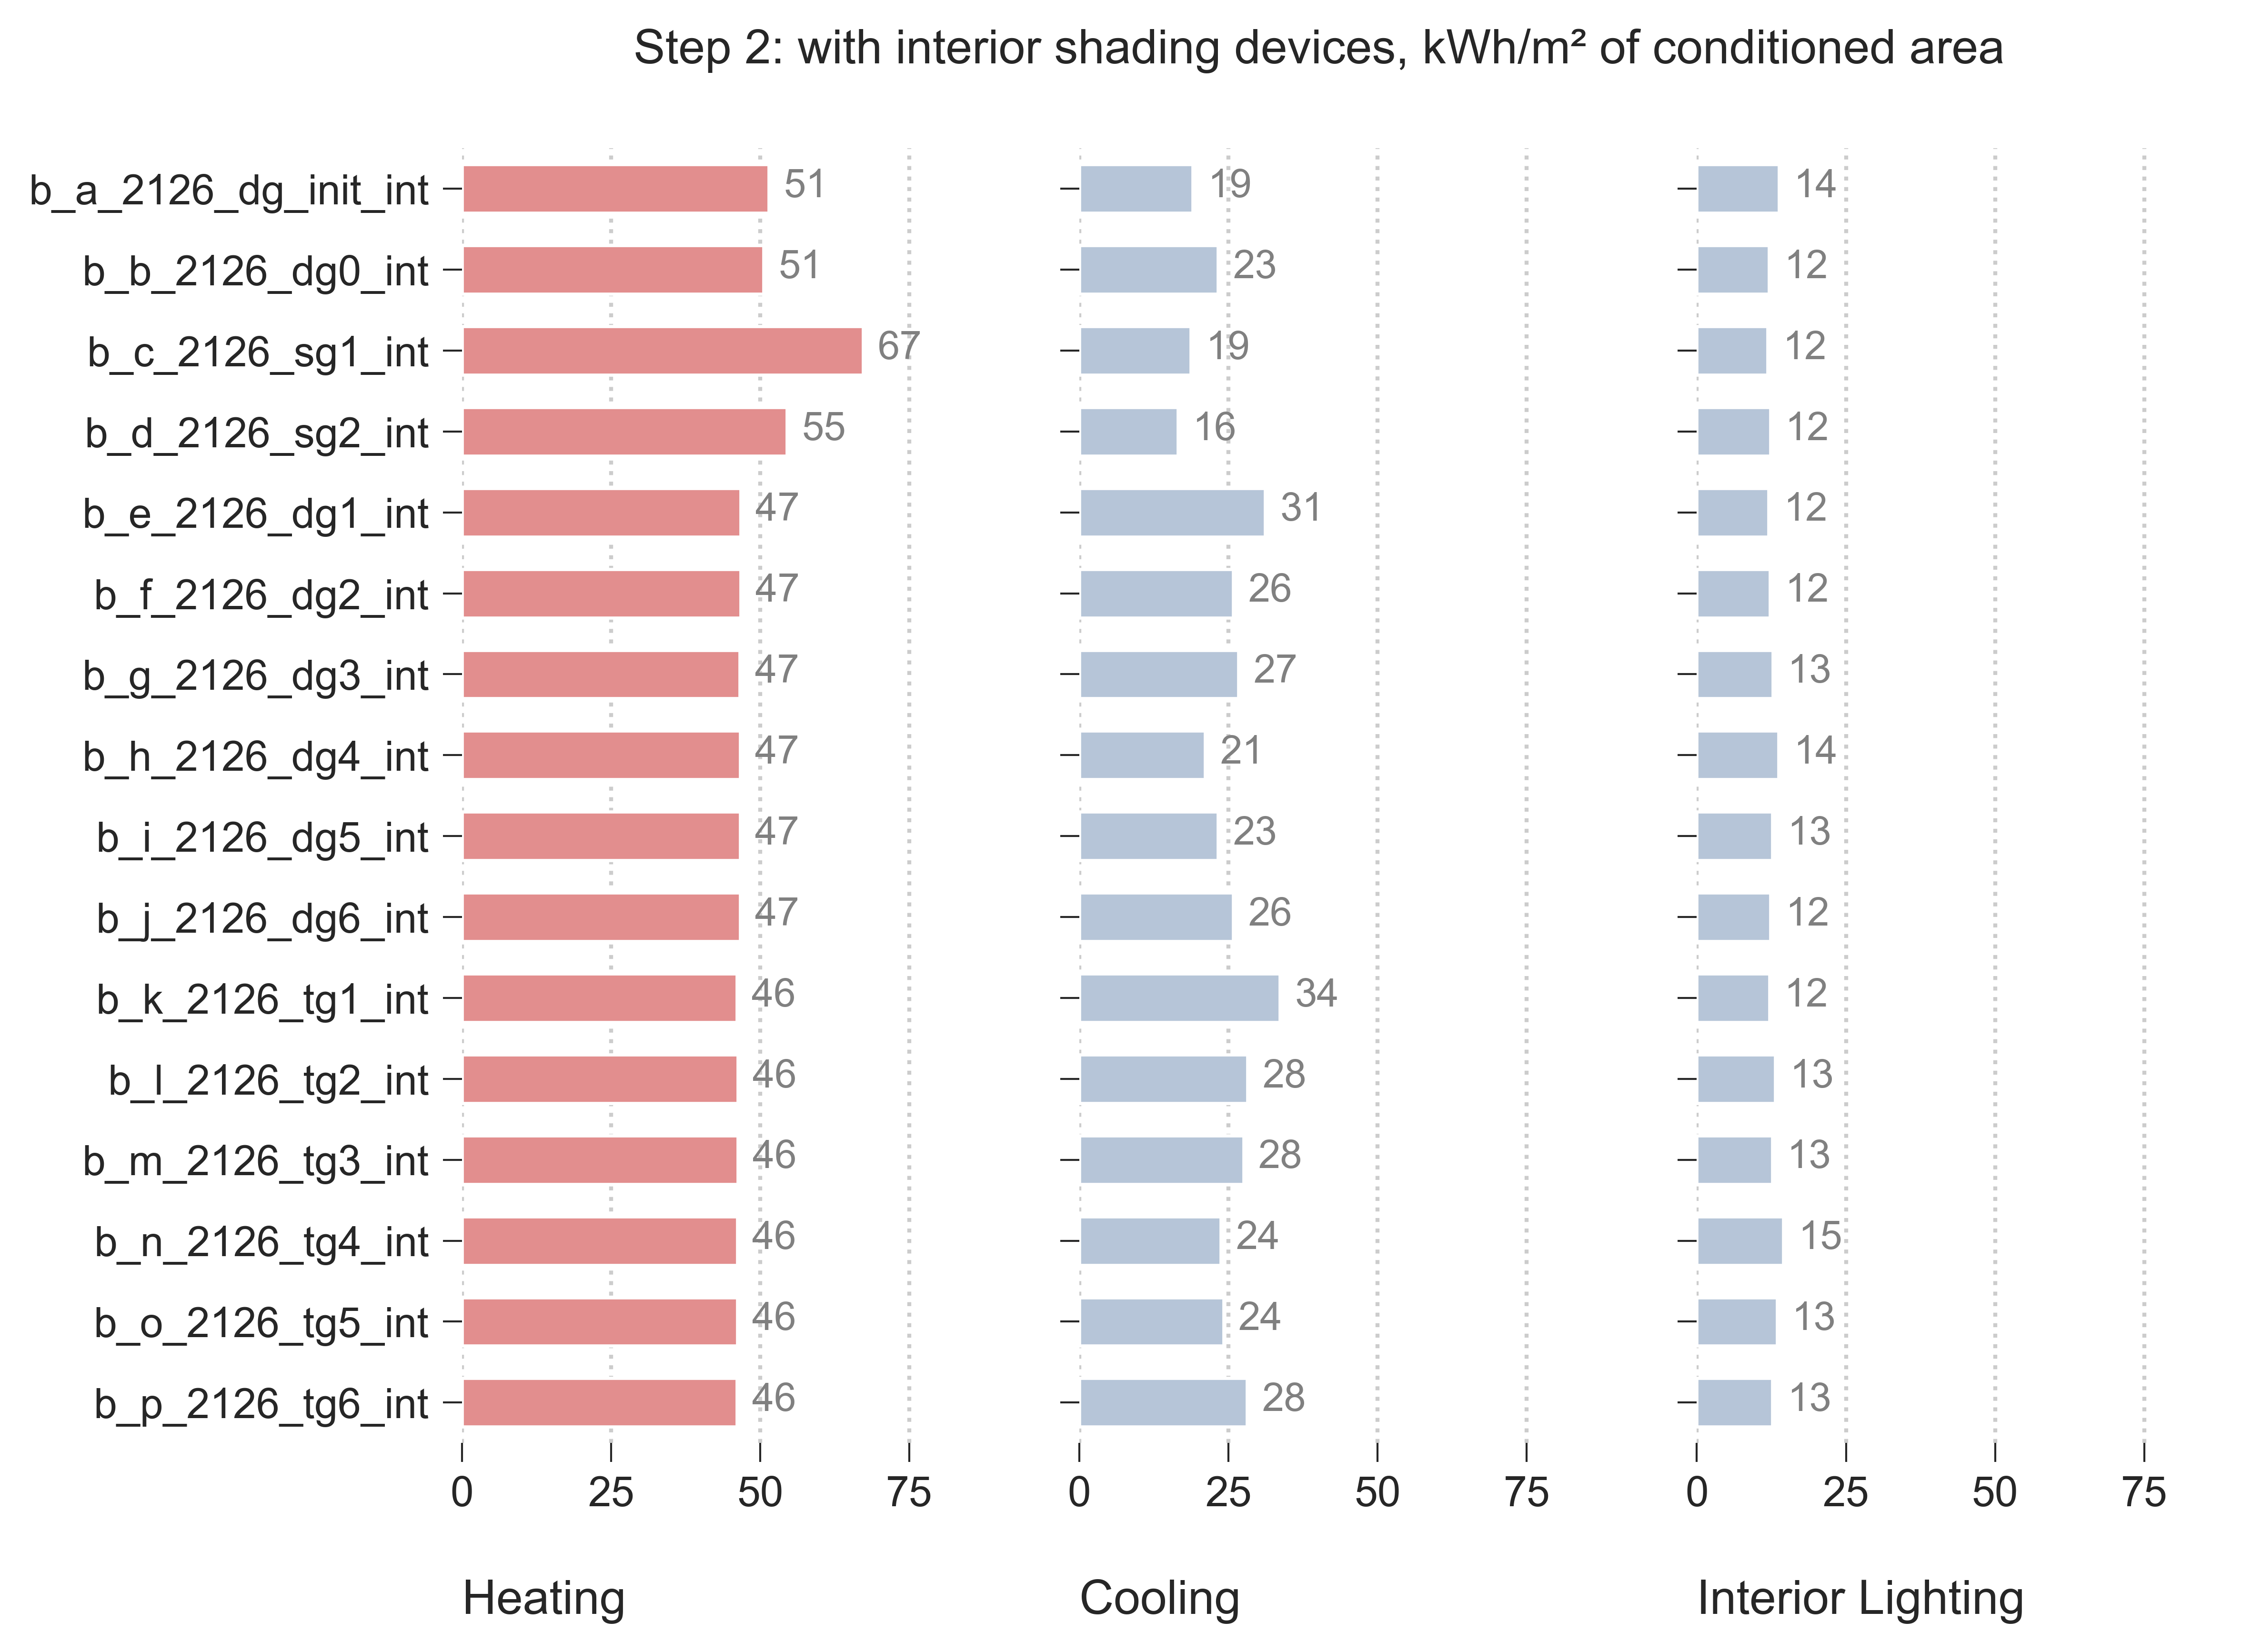 Step 2: with interior shading devices, kWh/m² of conditioned area
b_a_2126_dg_init_int 51 19 14
b_b_2126_dg0_int 51 23 12
b_c_2126_sg1_int 67 19 12
b_d_2126_sg2_int 55 16 12
b_e_2126_dg1_int 47 31 12
b_f_2126_dg2_int 47 26 12
b_g_2126_dg3_int 47 27 13
b_h_2126_dg4_int 47 21 14
b_i_2126_dg5_int 47 23 13
b_j_2126_dg6_int 47 26 12
b_k_2126_tg1_int 46 34 12
b_l_2126_tg2_int 46 28 13
b_m_2126_tg3_int 46 28 13
b_n_2126_tg4_int 46 24 15
b_o_2126_tg5_int 46 24 13
b_p_2126_tg6_int 46 28 13
0 25 50 75 0 25 50 75 0 25 50 75
Heating Cooling Interior Lighting